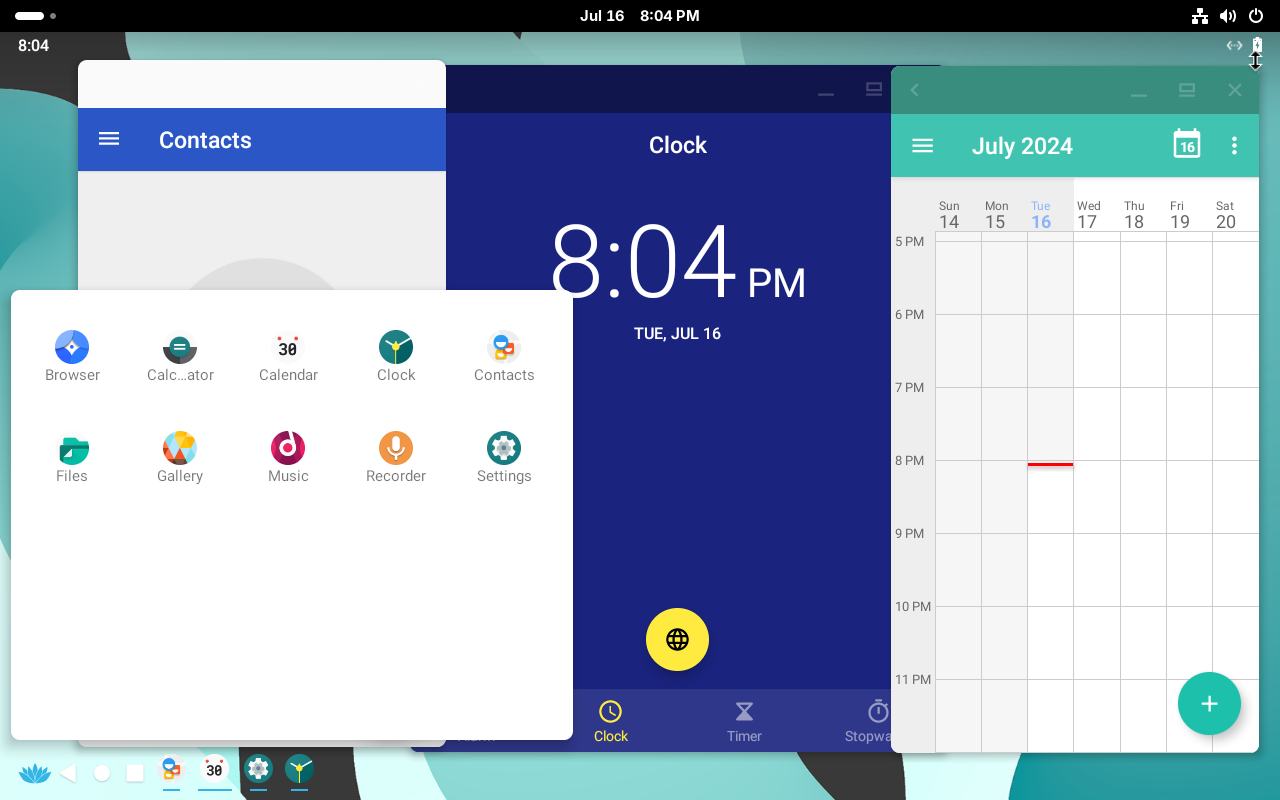 Jul 16 8:04 PM
8:04
Contacts
Clock
8:04 PM
TUE, JUL 16
Browser
Calc...ator
Calendar
Clock
Contacts
Files
Gallery
Music
Recorder
Settings
30
Clock
Timer
July 2024
16
Sun
14
Mon
15
Tue
16
Wed
17
Thu
18
Fri
19
Sat
20
5 PM
6 PM
7 PM
8 PM
9 PM
10 PM
11 PM
30